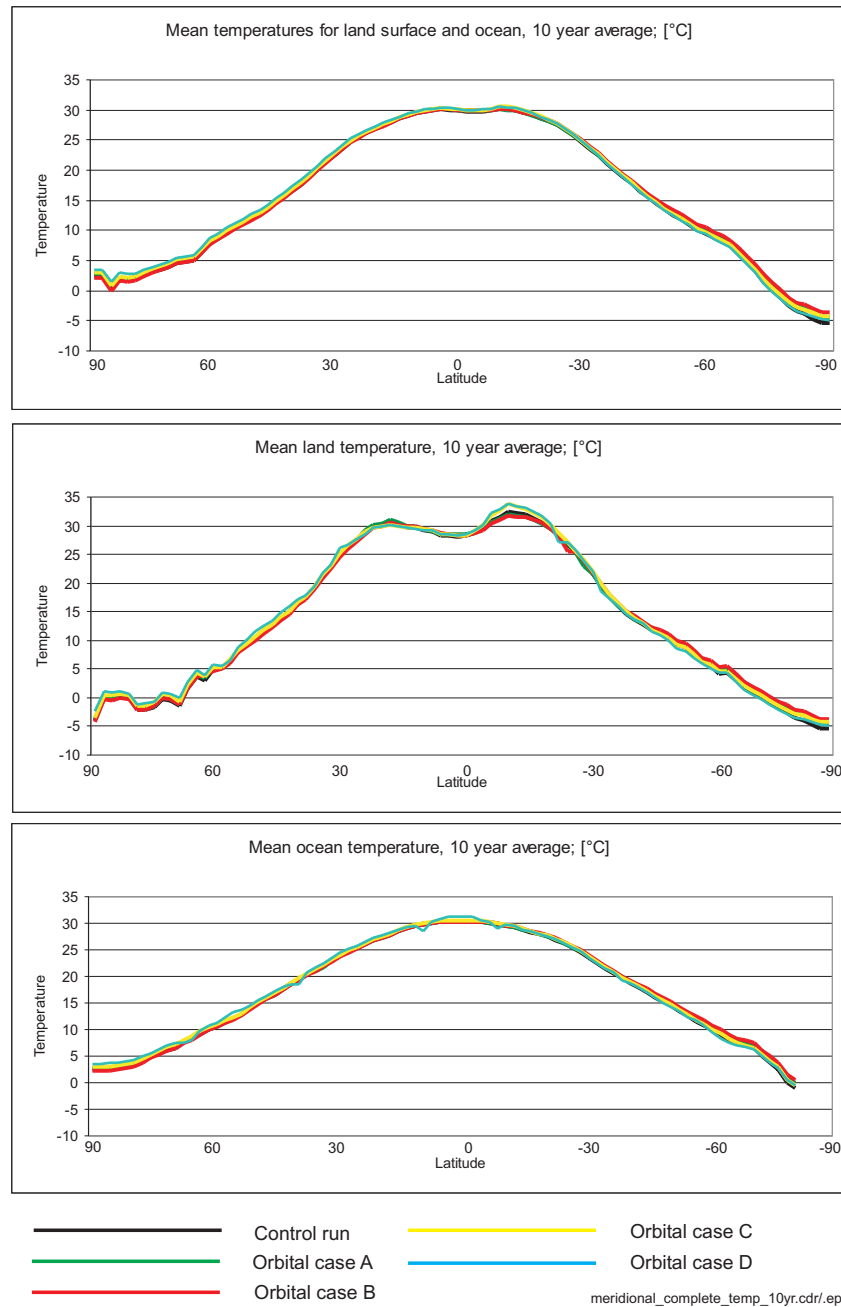 Mean temperatures for land surface and ocean, 10 year average; [°C]
35
30
25
20
15
10
5
0
-5
-10
Temperature
90 60 30 0 -30 -60 -90
Latitude
Mean land temperature, 10 year average; [°C]
35
30
25
20
15
10
5
0
-5
-10
Temperature
90 60 30 0 -30 -60 -90
Latitude
Mean ocean temperature, 10 year average; [°C]
35
30
25
20
15
10
5
0
-5
-10
Temperature
90 60 30 0 -30 -60 -90
Latitude
Control run
Orbital case A
Orbital case B
Orbital case C
Orbital case D
meridional_complete_temp_10yr.cdr/.ep